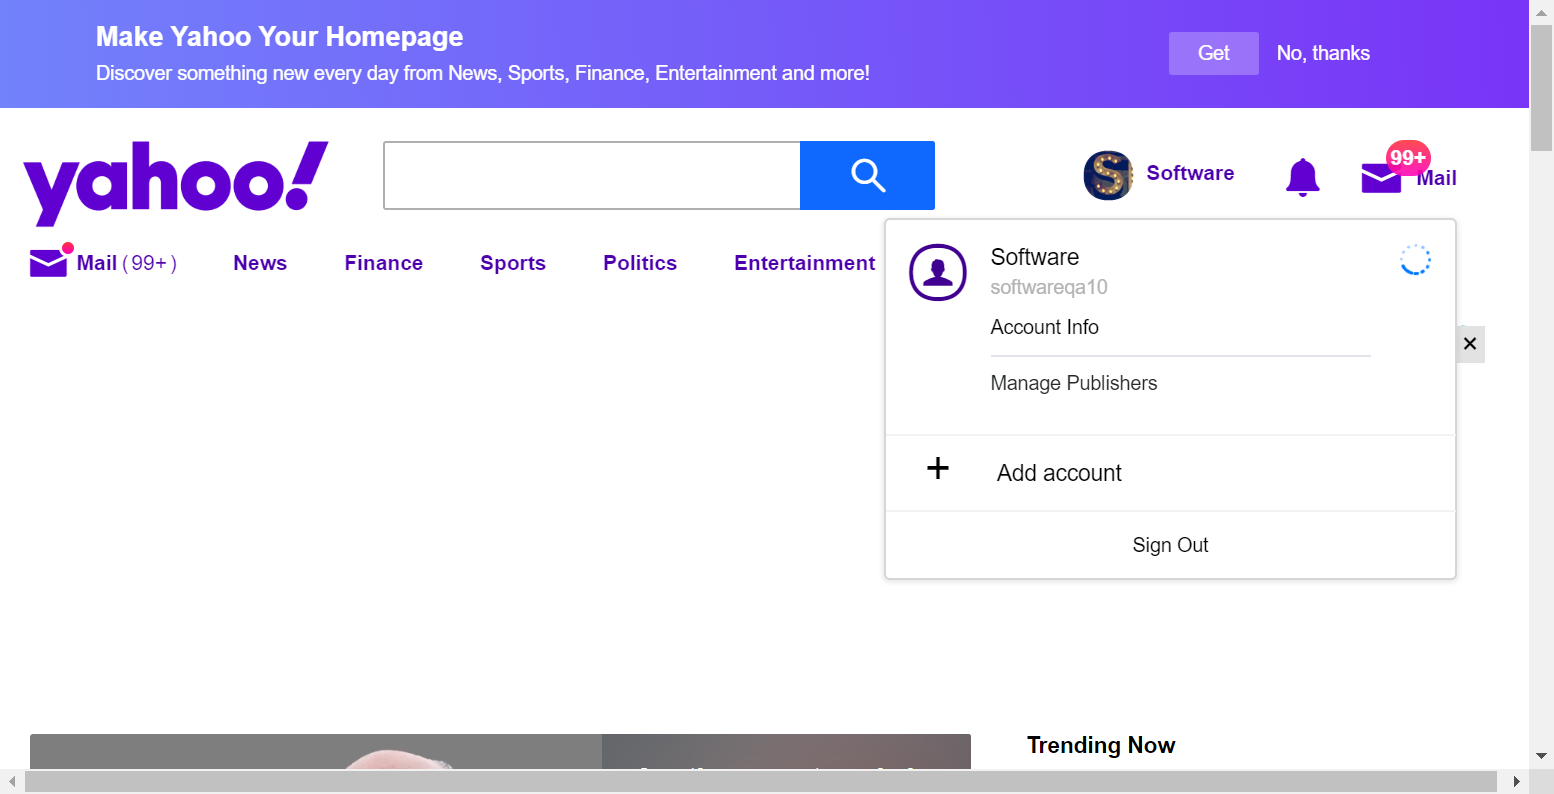 Make Yahoo Your Homepage
Discover something new every day from News, Sports, Finance, Entertainment and more!
Get
No, thanks
yahoo!
Software
99+
Mail
Mail (99+)
News
Finance
Sports
Politics
Entertainment
Software
softwareqa10
Account Info
Manage Publishers
+ Add account
Sign Out
Trending Now